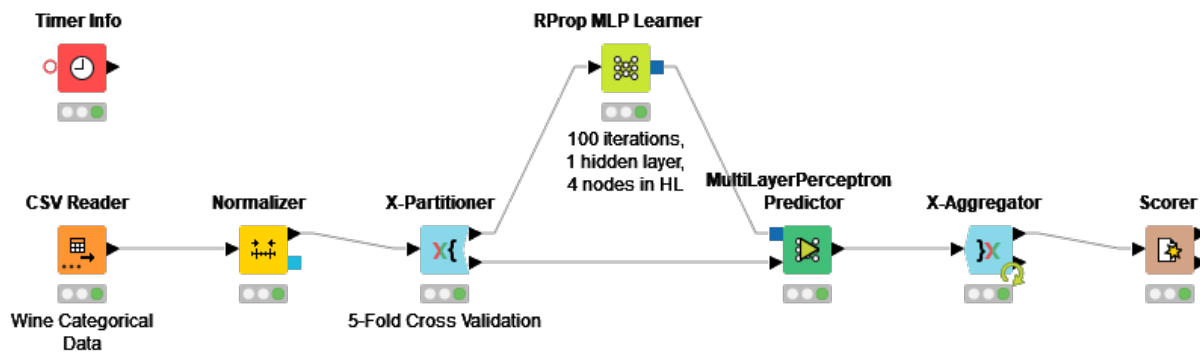 Timer Info
RProp MLP Learner
100 iterations,
1 hidden layer,
4 nodes in HL
CSV Reader
Normalizer
X-Partitioner
MultiLayerPerceptron
Predictor
X-Aggregator
Scorer
X{
}X
Wine Categorical
Data
5-Fold Cross Validation